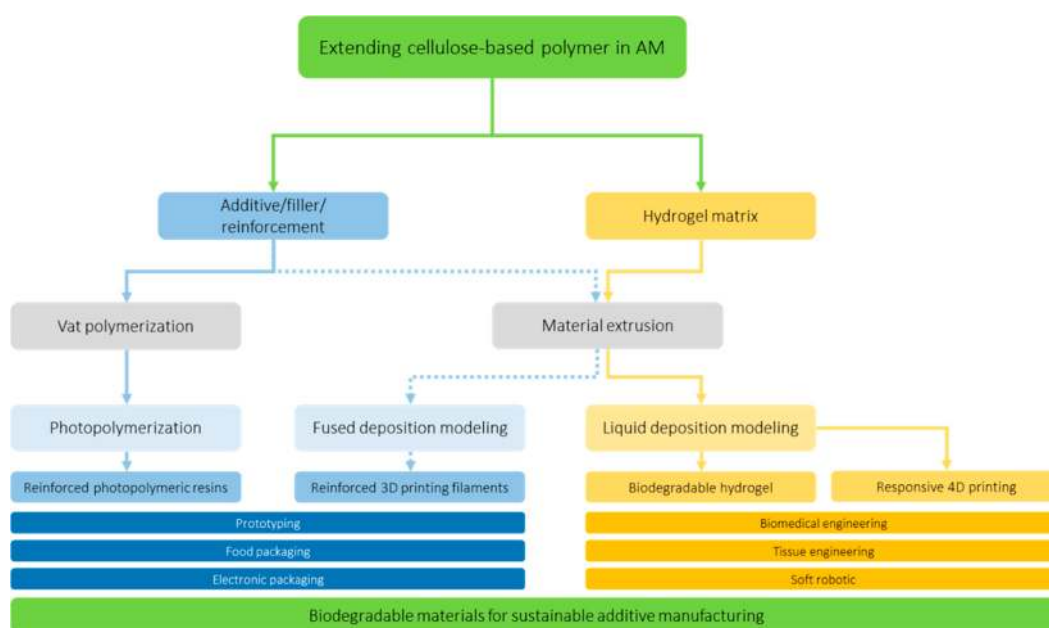 Extending cellulose-based polymer in AM
Additive/filler/
reinforcement
Hydrogel matrix
Vat polymerization
Material extrusion
Photopolymerization
Fused deposition modeling
Liquid deposition modeling
Reinforced photopolymeric resins
Reinforced 3D printing filaments
Biodegradable hydrogel
Responsive 4D printing
Prototyping
Food packaging
Electronic packaging
Biomedical engineering
Tissue engineering
Soft robotic
Biodegradable materials for sustainable additive manufacturing